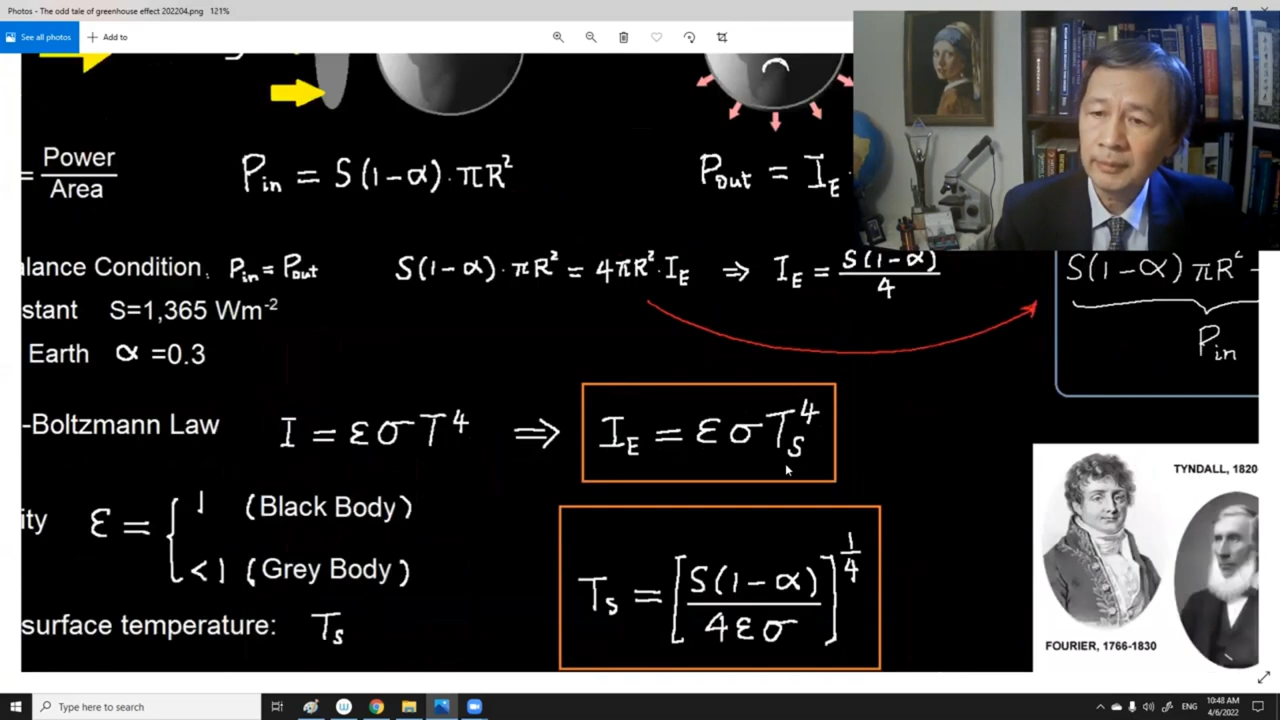 Photos - The odd tale of greenhouse effect 202204.png 121%
See all photos
Add to
= Power / Area
P_in = S(1-α)·πR²
P_out = I_E ·
lance Condition, P_in = P_out
S(1-α)·πR² = 4πR²·I_E ⇒ I_E = S(1-α) / 4
S(1-α) πR² -
P_in
stant S=1,365 Wm⁻²
Earth α =0.3
-Boltzmann Law I = εσT⁴ ⇒ I_E = εσT_s⁴
ity ε = { 1 (Black Body)
<1 (Grey Body)
surface temperature: T_s
T_s = [S(1-α) / 4εσ]^1/4
TYNDALL, 1820
FOURIER, 1766-1830
Type here to search
ENG
10:48 AM
4/6/2022